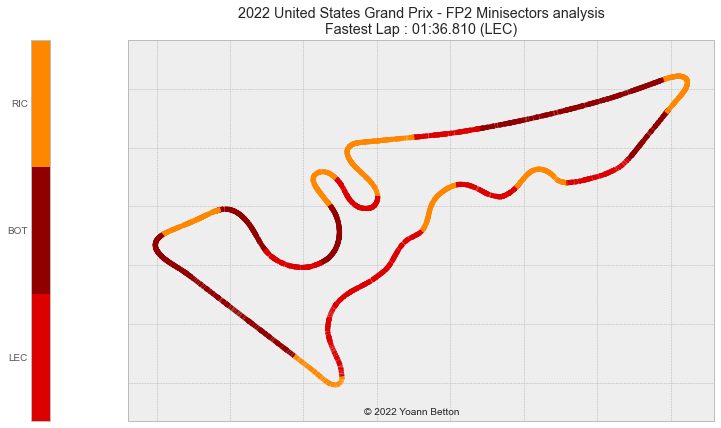 2022 United States Grand Prix - FP2 Minisectors analysis
Fastest Lap : 01:36.810 (LEC)
RIC
BOT
LEC
© 2022 Yoann Betton